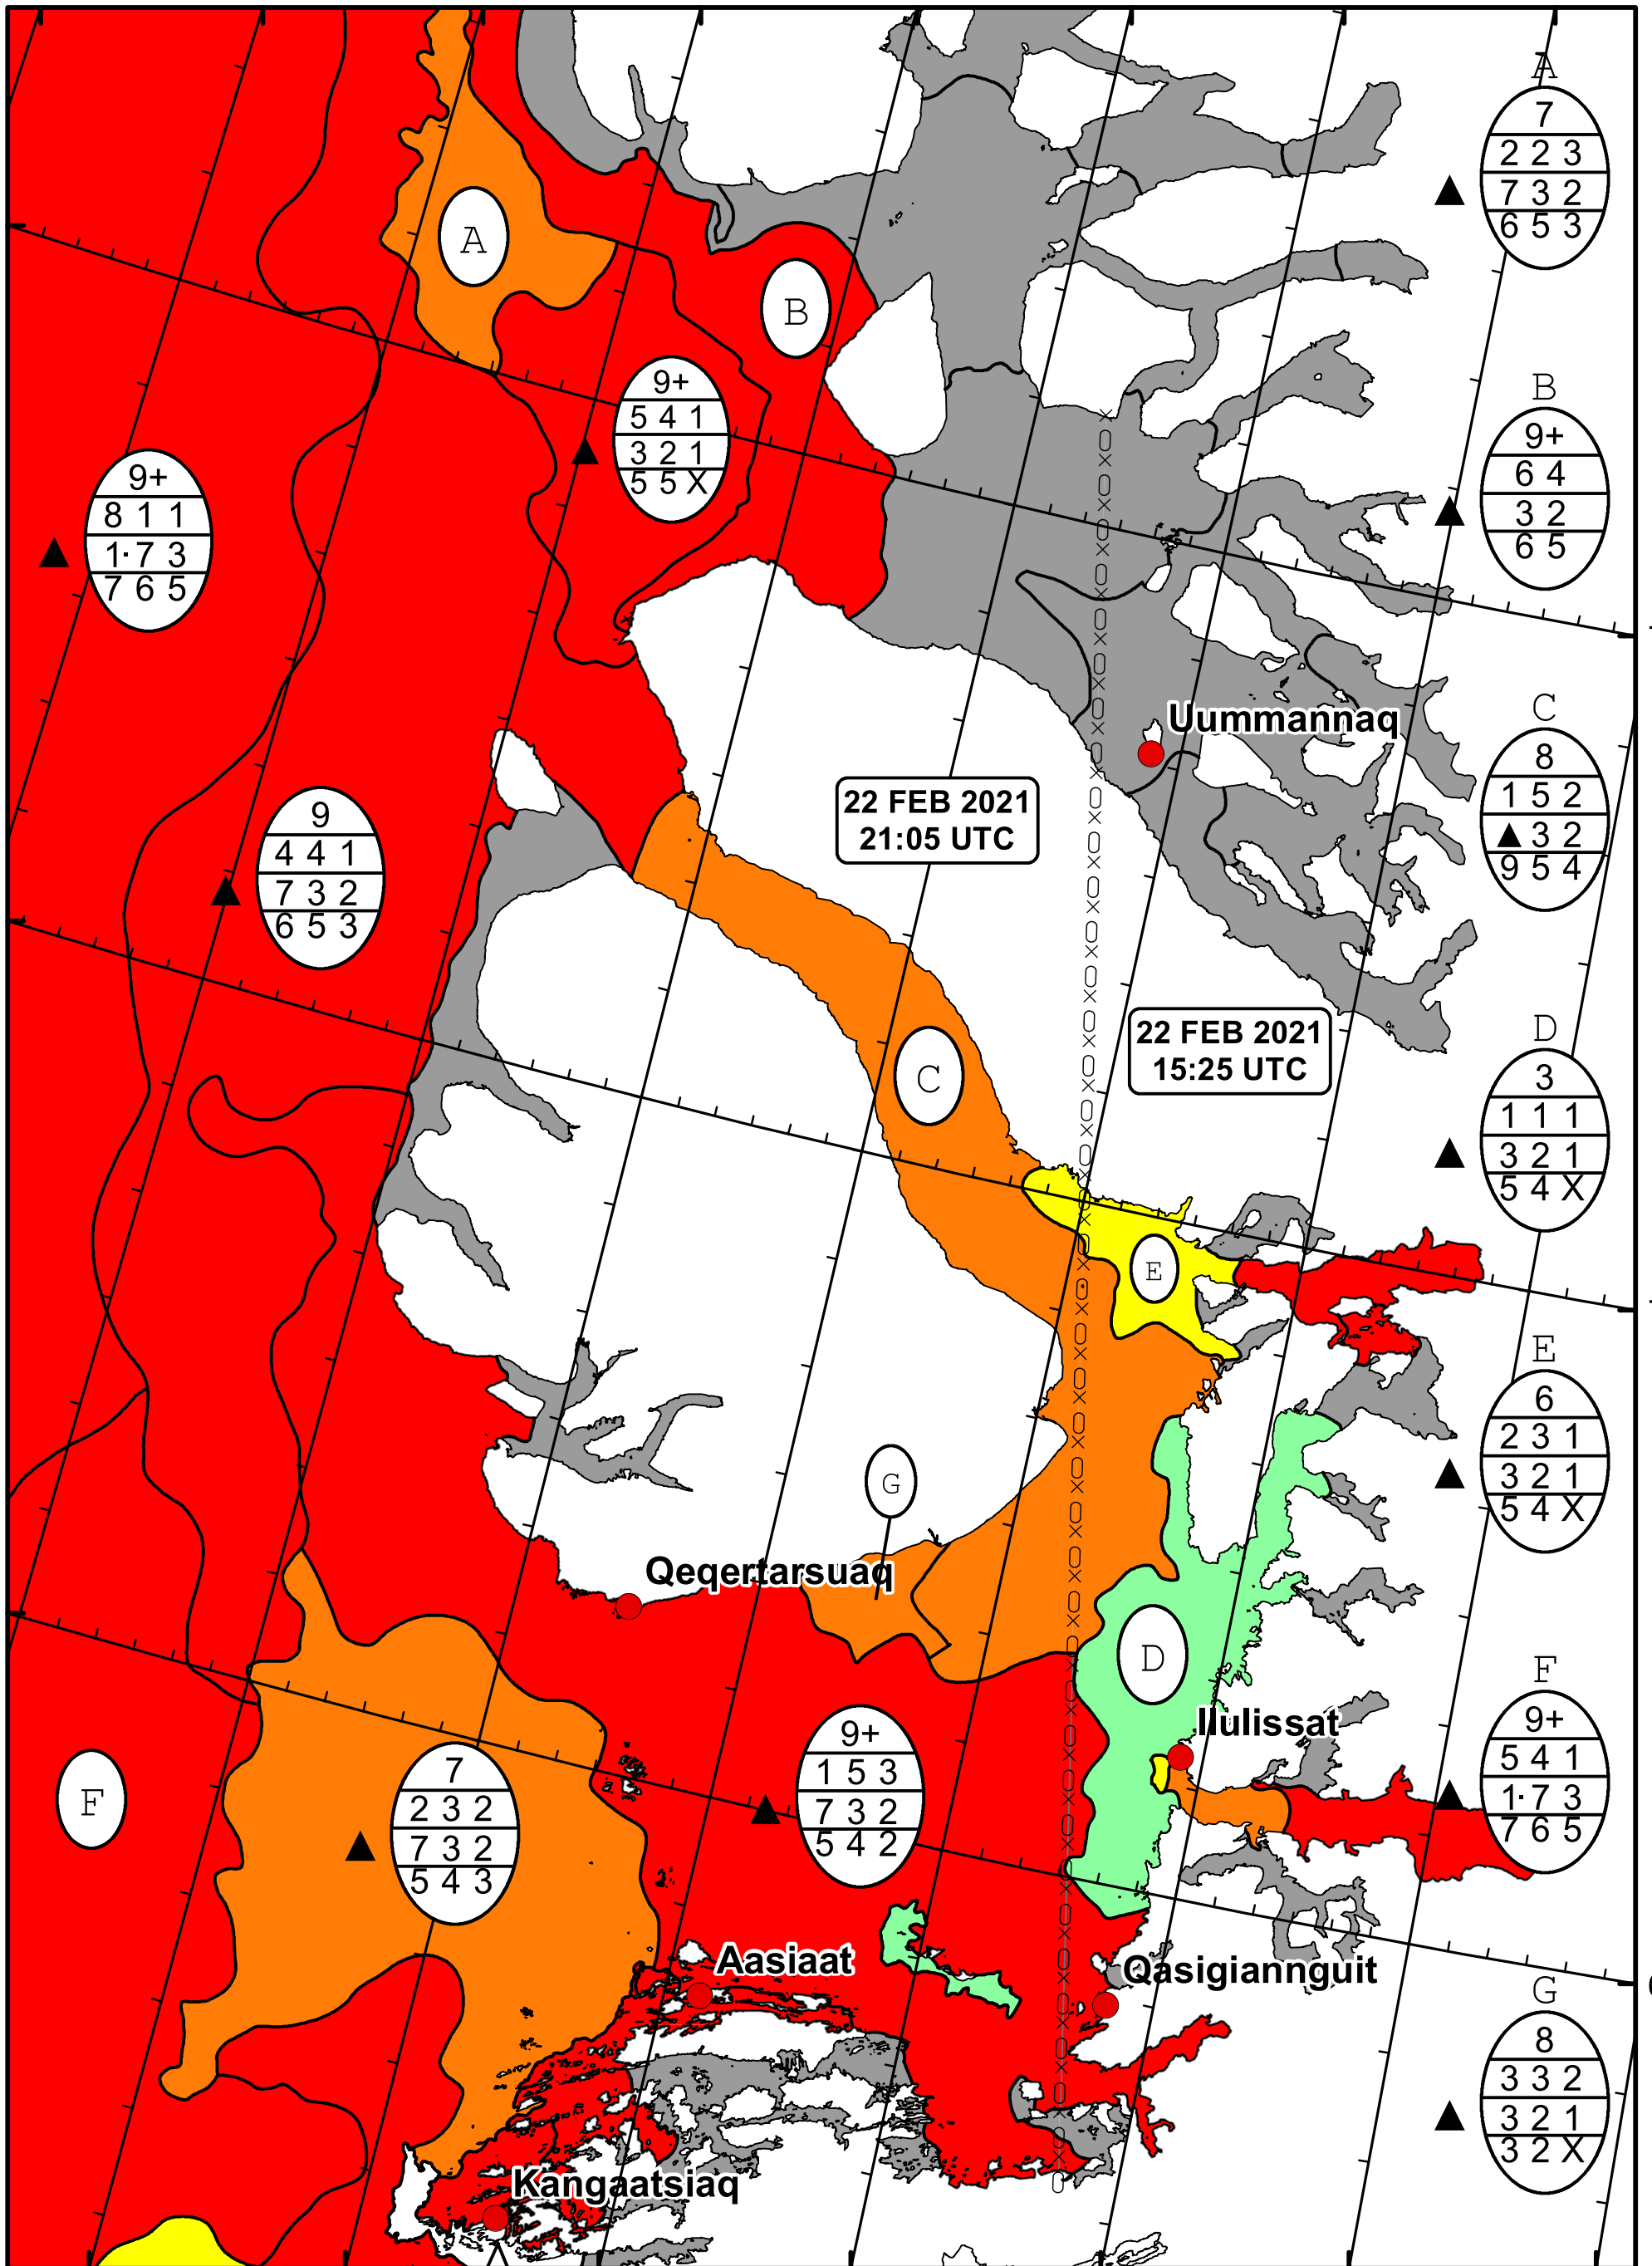 A
7
2 2 3
7 3 2
6 5 3
A
B
9+
5 4 1
3 2 1
5 5 X
B
9+
6 4
3 2
6 5
9+
8 1 1
1· 7 3
7 6 5
Uummannaq
C
8
1 5 2
▲ 3 2
9 5 4
22 FEB 2021
21:05 UTC
9
4 4 1
7 3 2
6 5 3
22 FEB 2021
15:25 UTC
C
D
3
1 1 1
3 2 1
5 4 X
E
E
6
2 3 1
3 2 1
5 4 X
G
Qeqertarsuaq
D
F
9+
5 4 1
1· 7 3
7 6 5
Ilulissat
F
7
2 3 2
7 3 2
5 4 3
9+
1 5 3
7 3 2
5 4 2
Aasiaat
Qasigiannguit
G
8
3 3 2
3 2 1
3 2 X
Kangaatsiaq